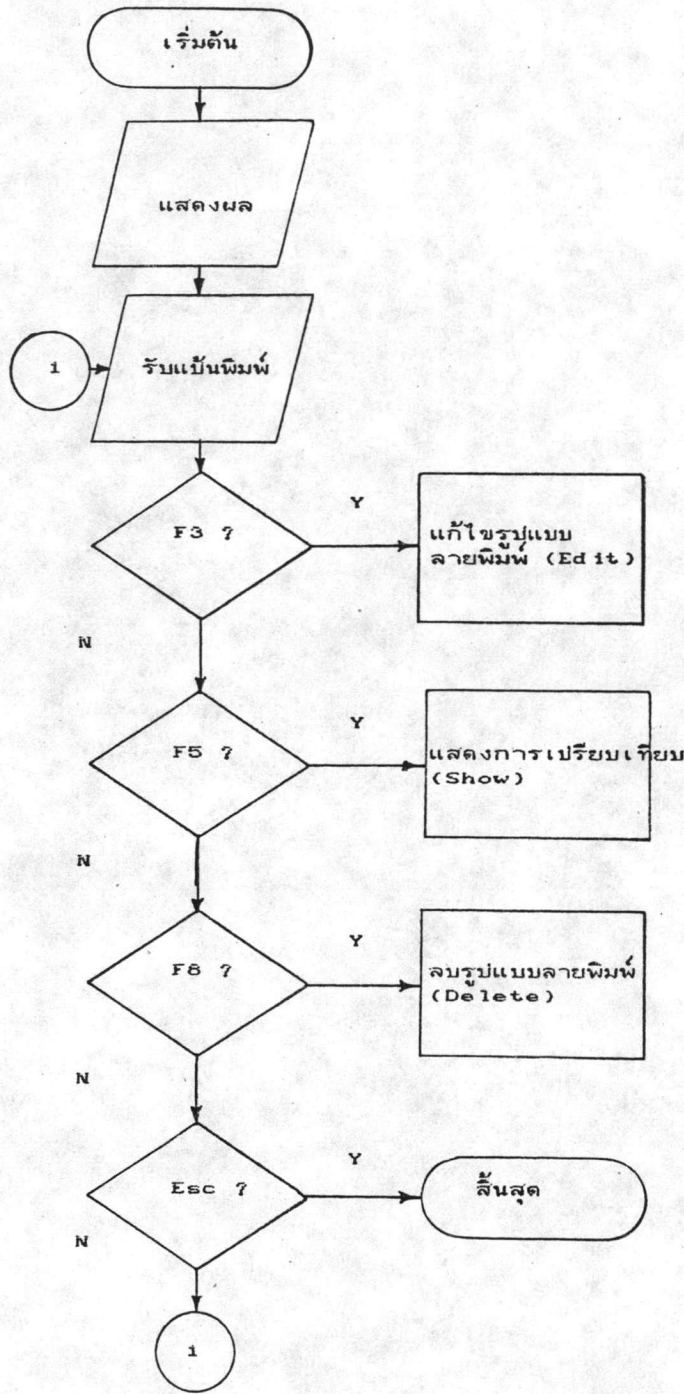 เริ่มต้น
แสดงผล
1
รับแป้นพิมพ์
F3 ?
Y
แก้ไขรูปแบบ
ลายพิมพ์ (Edit)
N
F5 ?
Y
แสดงการเปรียบเทียบ
(Show)
N
F8 ?
Y
ลบรูปแบบลายพิมพ์
(Delete)
N
Esc ?
Y
สิ้นสุด
N
1